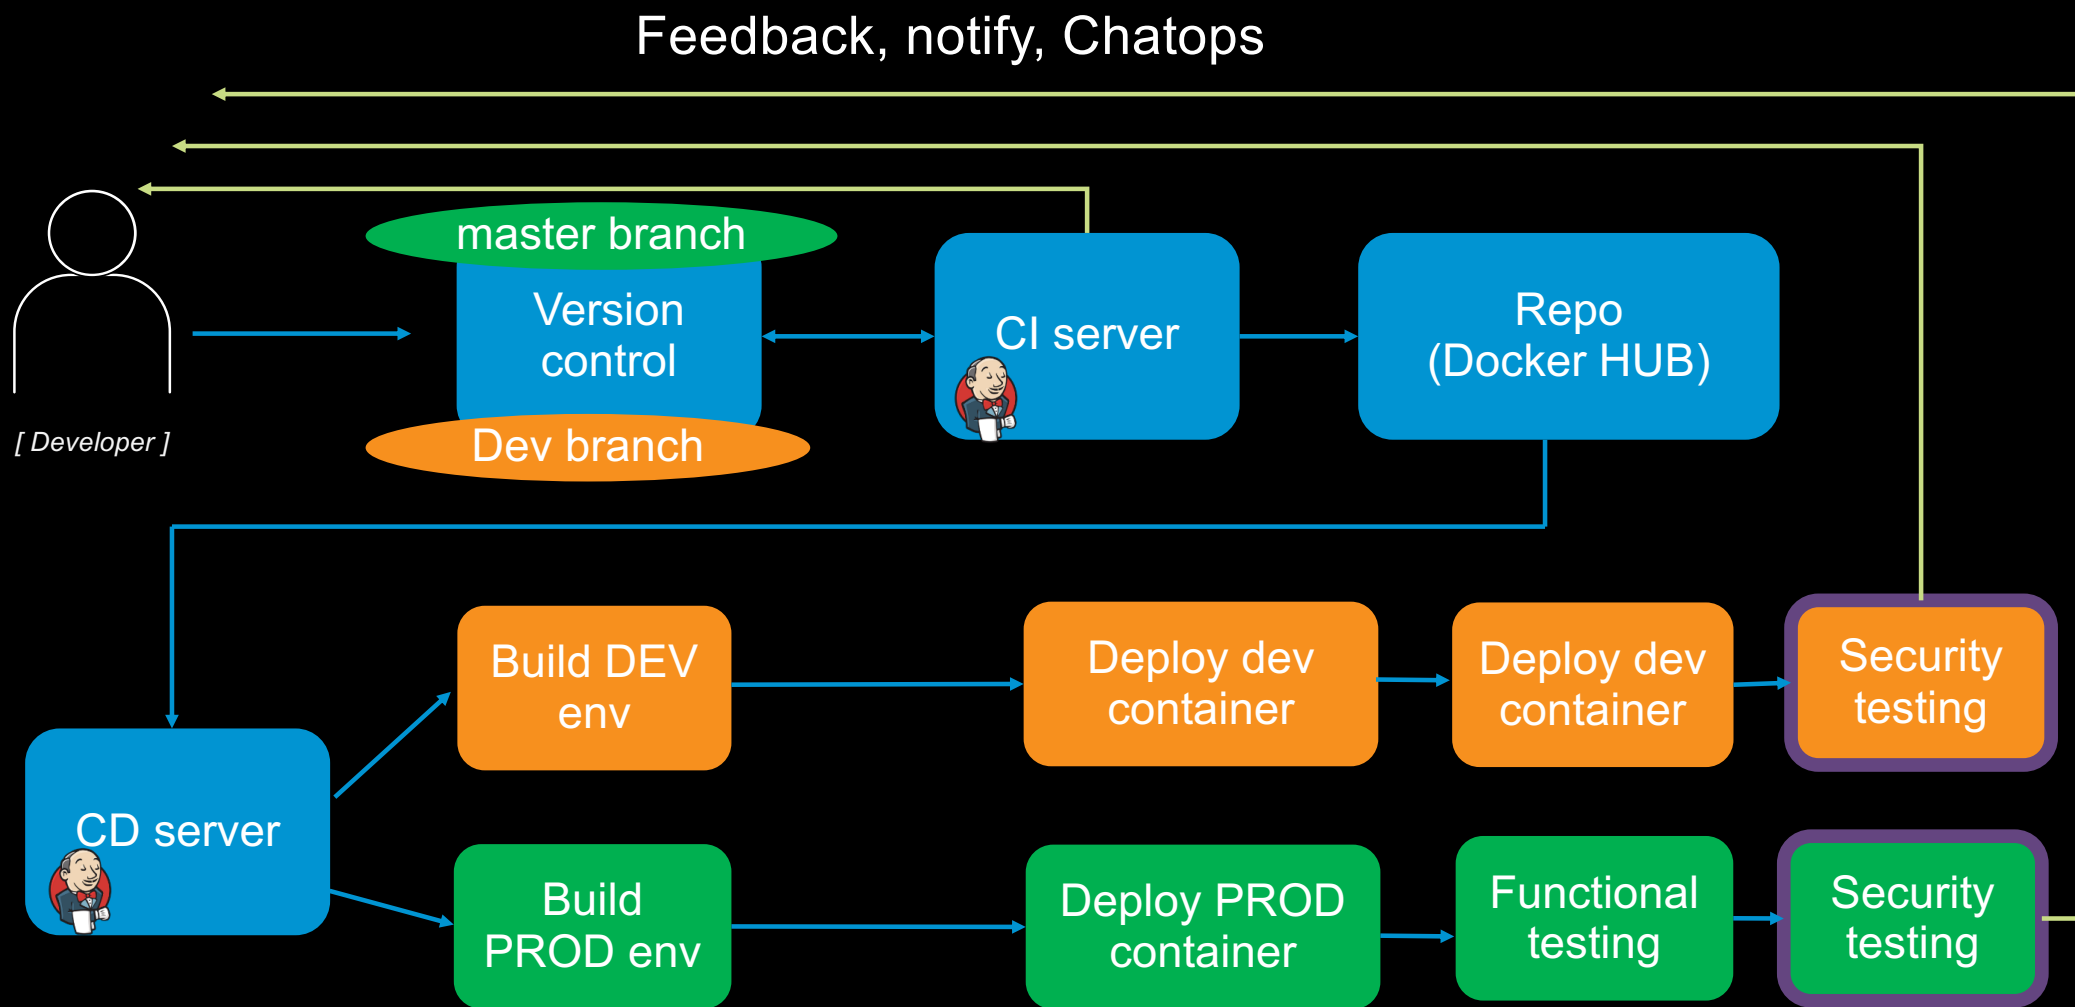 Feedback, notify, Chatops
master branch
Version
control
Dev branch
CI server
Repo
(Docker HUB)
[ Developer ]
Build DEV
env
Deploy dev
container
Deploy dev
container
Security
testing
CD server
Build
PROD env
Deploy PROD
container
Functional
testing
Security
testing